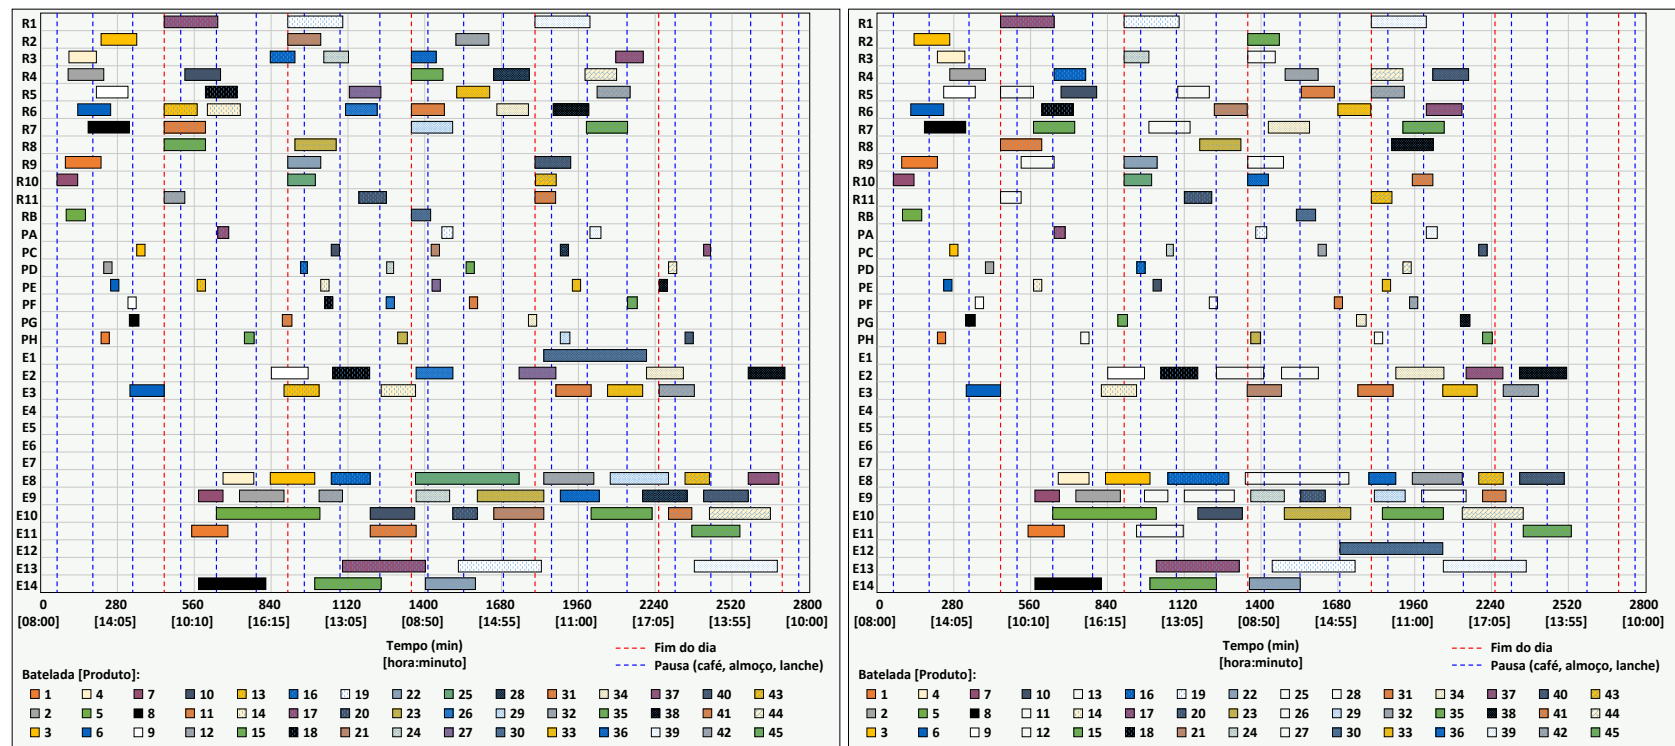 R1
R2
R3
R4
R5
R6
R7
R8
R9
R10
R11
RB
PA
PC
PD
PE
PF
PG
PH
E1
E2
E3
E4
E5
E6
E7
E8
E9
E10
E11
E12
E13
E14
0 280 560 840 1120 1400 1680 1960 2240 2520 2800
[08:00] [14:05] [10:10] [16:15] [13:05] [08:50] [14:55] [11:00] [17:05] [13:55] [10:00]
Tempo (min)
[hora:minuto]
Fim do dia
Pausa (café, almoço, lanche)
Batelada [Produto]:
1 4 7 10 13 16 19 22 25 28 31 34 37 40 43
2 5 8 11 14 17 20 23 26 29 32 35 38 41 44
3 6 9 12 15 18 21 24 27 30 33 36 39 42 45
R1
R2
R3
R4
R5
R6
R7
R8
R9
R10
R11
RB
PA
PC
PD
PE
PF
PG
PH
E1
E2
E3
E4
E5
E6
E7
E8
E9
E10
E11
E12
E13
E14
0 280 560 840 1120 1400 1680 1960 2240 2520 2800
[08:00] [14:05] [10:10] [16:15] [13:05] [08:50] [14:55] [11:00] [17:05] [13:55] [10:00]
Tempo (min)
[hora:minuto]
Fim do dia
Pausa (café, almoço, lanche)
Batelada [Produto]:
1 4 7 10 13 16 19 22 25 28 31 34 37 40 43
2 5 8 11 14 17 20 23 26 29 32 35 38 41 44
3 6 9 12 15 18 21 24 27 30 33 36 39 42 45